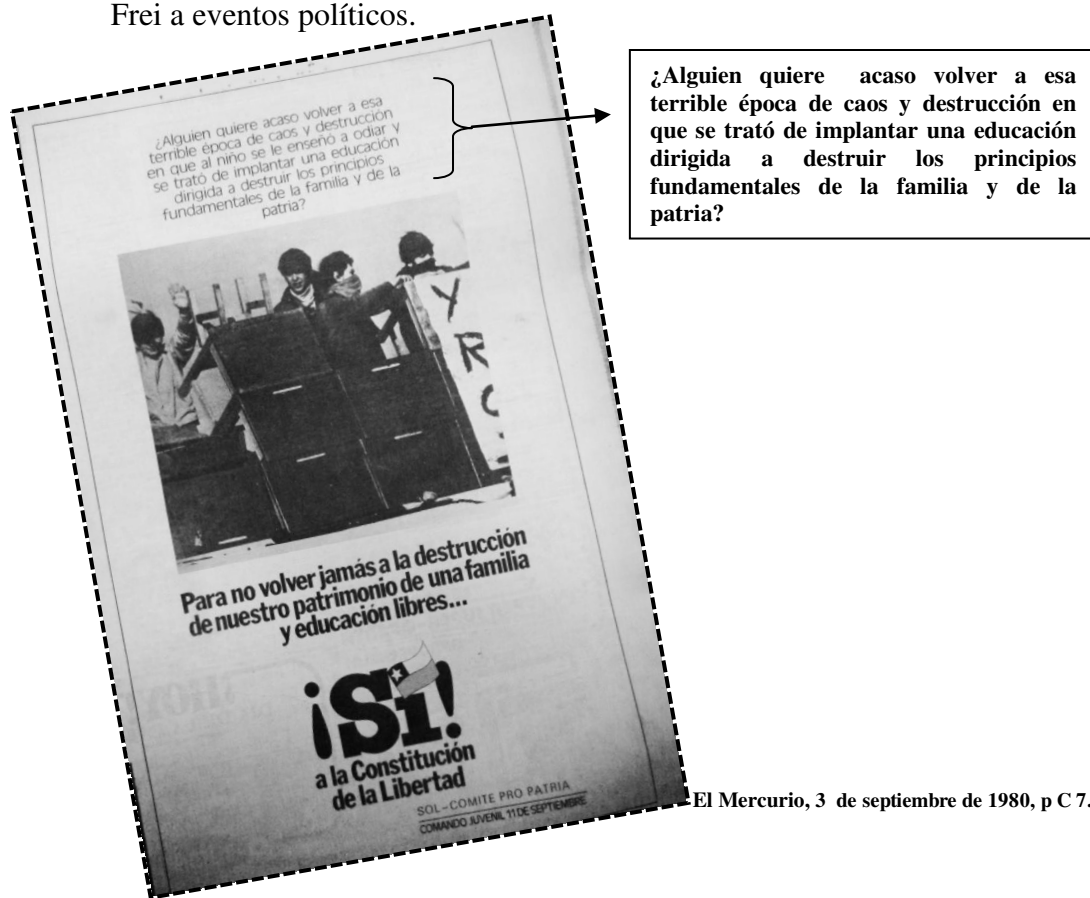 Frei a eventos políticos.
¿Alguien quiere acaso volver a esa
terrible época de caos y destrucción
en que al niño se le enseñó a odiar y
se trató de implantar una educación
dirigida a destruir los principios
fundamentales de la familia y de la
patria?
Y
R
Para no volver jamás a la destrucción
de nuestro patrimonio de una familia
y educación libres...
¡Sí!
a la Constitución
de la Libertad
SOL-COMITE PRO PATRIA
COMANDO JUVENIL 11 DE SEPTIEMBRE
¿Alguien quiere acaso volver a esa
terrible época de caos y destrucción en
que se trató de implantar una educación
dirigida a destruir los principios
fundamentales de la familia y de la
patria?
El Mercurio, 3 de septiembre de 1980, p C 7.